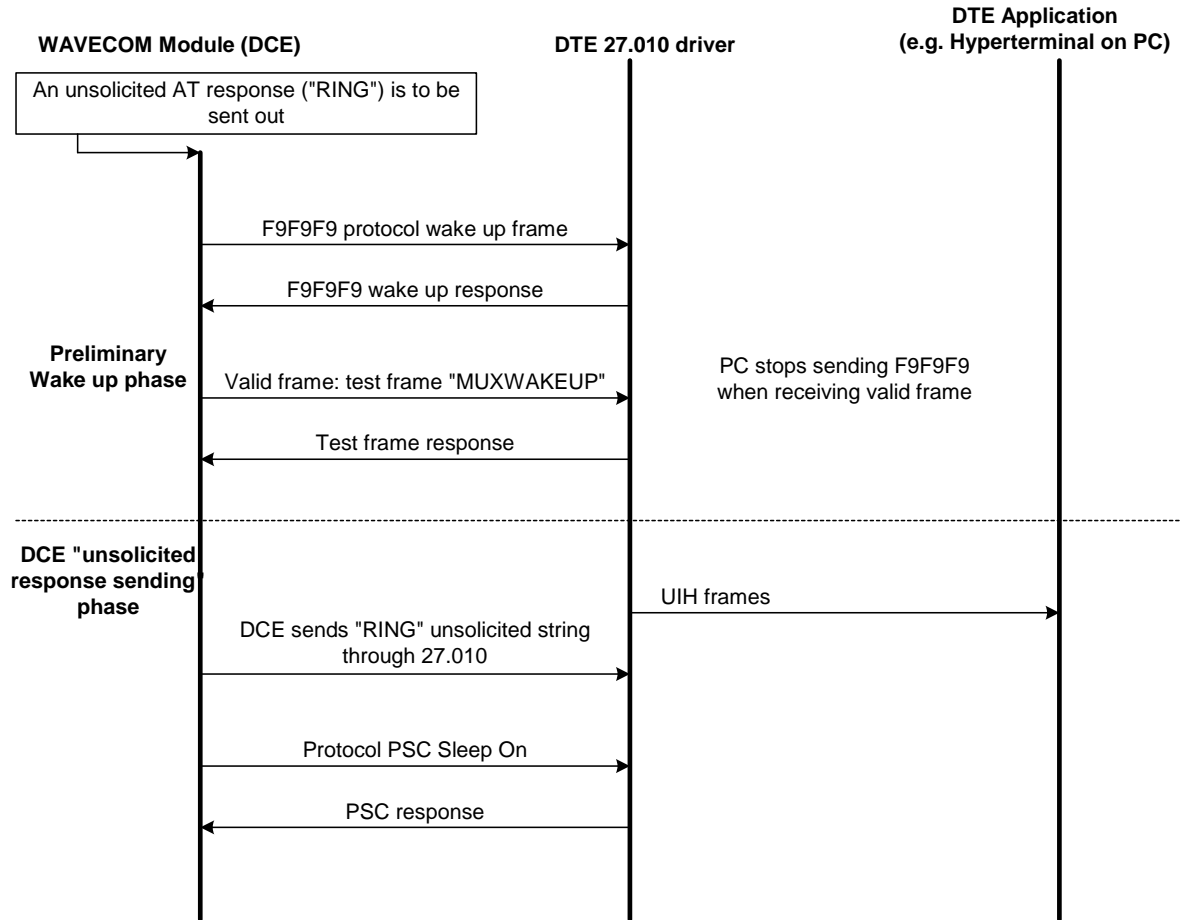 DTE Application
(e.g. Hyperterminal on PC)
WAVECOM Module (DCE)
DTE 27.010 driver
An unsolicited AT response ("RING") is to be
sent out
F9F9F9 protocol wake up frame
F9F9F9 wake up response
Preliminary
Wake up phase
Valid frame: test frame "MUXWAKEUP"
PC stops sending F9F9F9
when receiving valid frame
Test frame response
DCE "unsolicited
response sending
phase
UIH frames
DCE sends "RING" unsolicited string
through 27.010
Protocol PSC Sleep On
PSC response